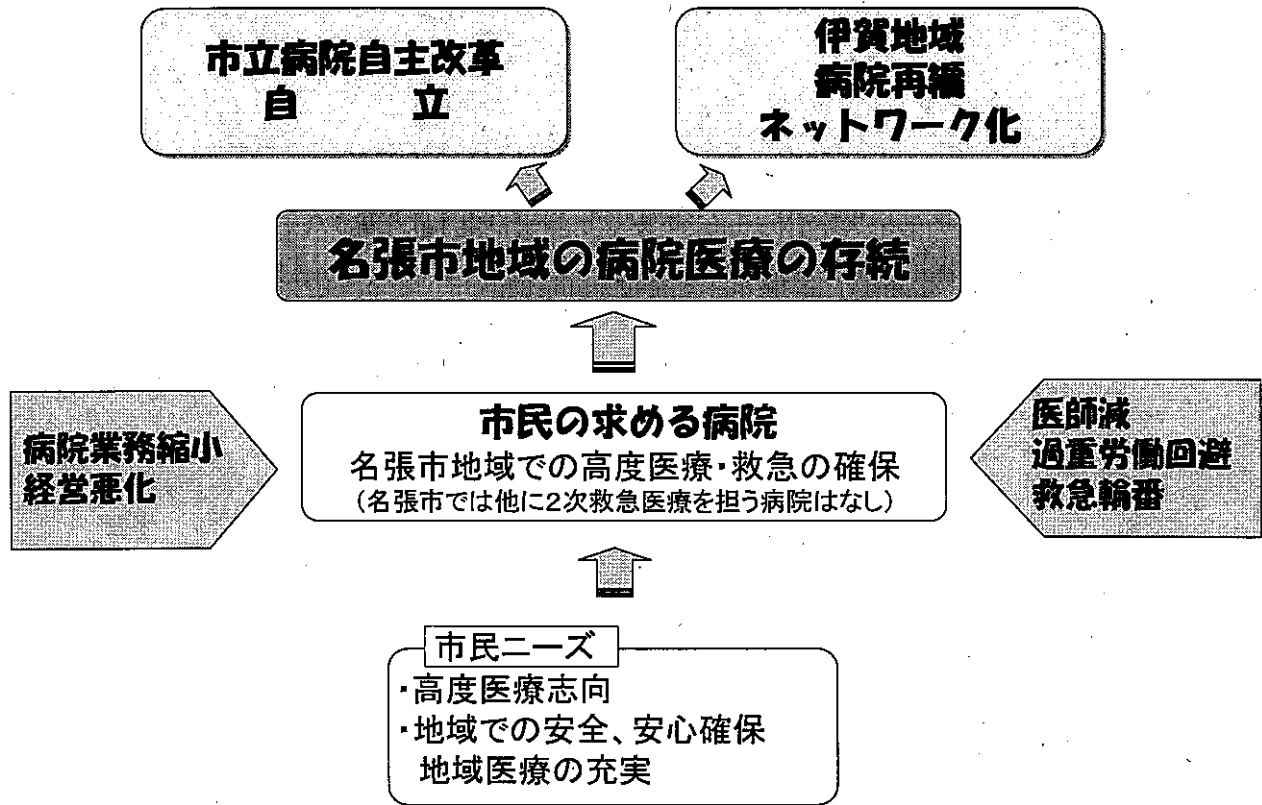 市立病院自主改革
自　　立
伊賀地域
病院再編
ネットワーク化
名張市地域の病院医療の存続
病院業務縮小
経営悪化
市民の求める病院
名張市地域での高度医療・救急の確保
(名張市では他に2次救急医療を担う病院はなし)
医師減
過重労働回避
救急輪番
市民ニーズ
・高度医療志向
・地域での安全、安心確保
地域医療の充実